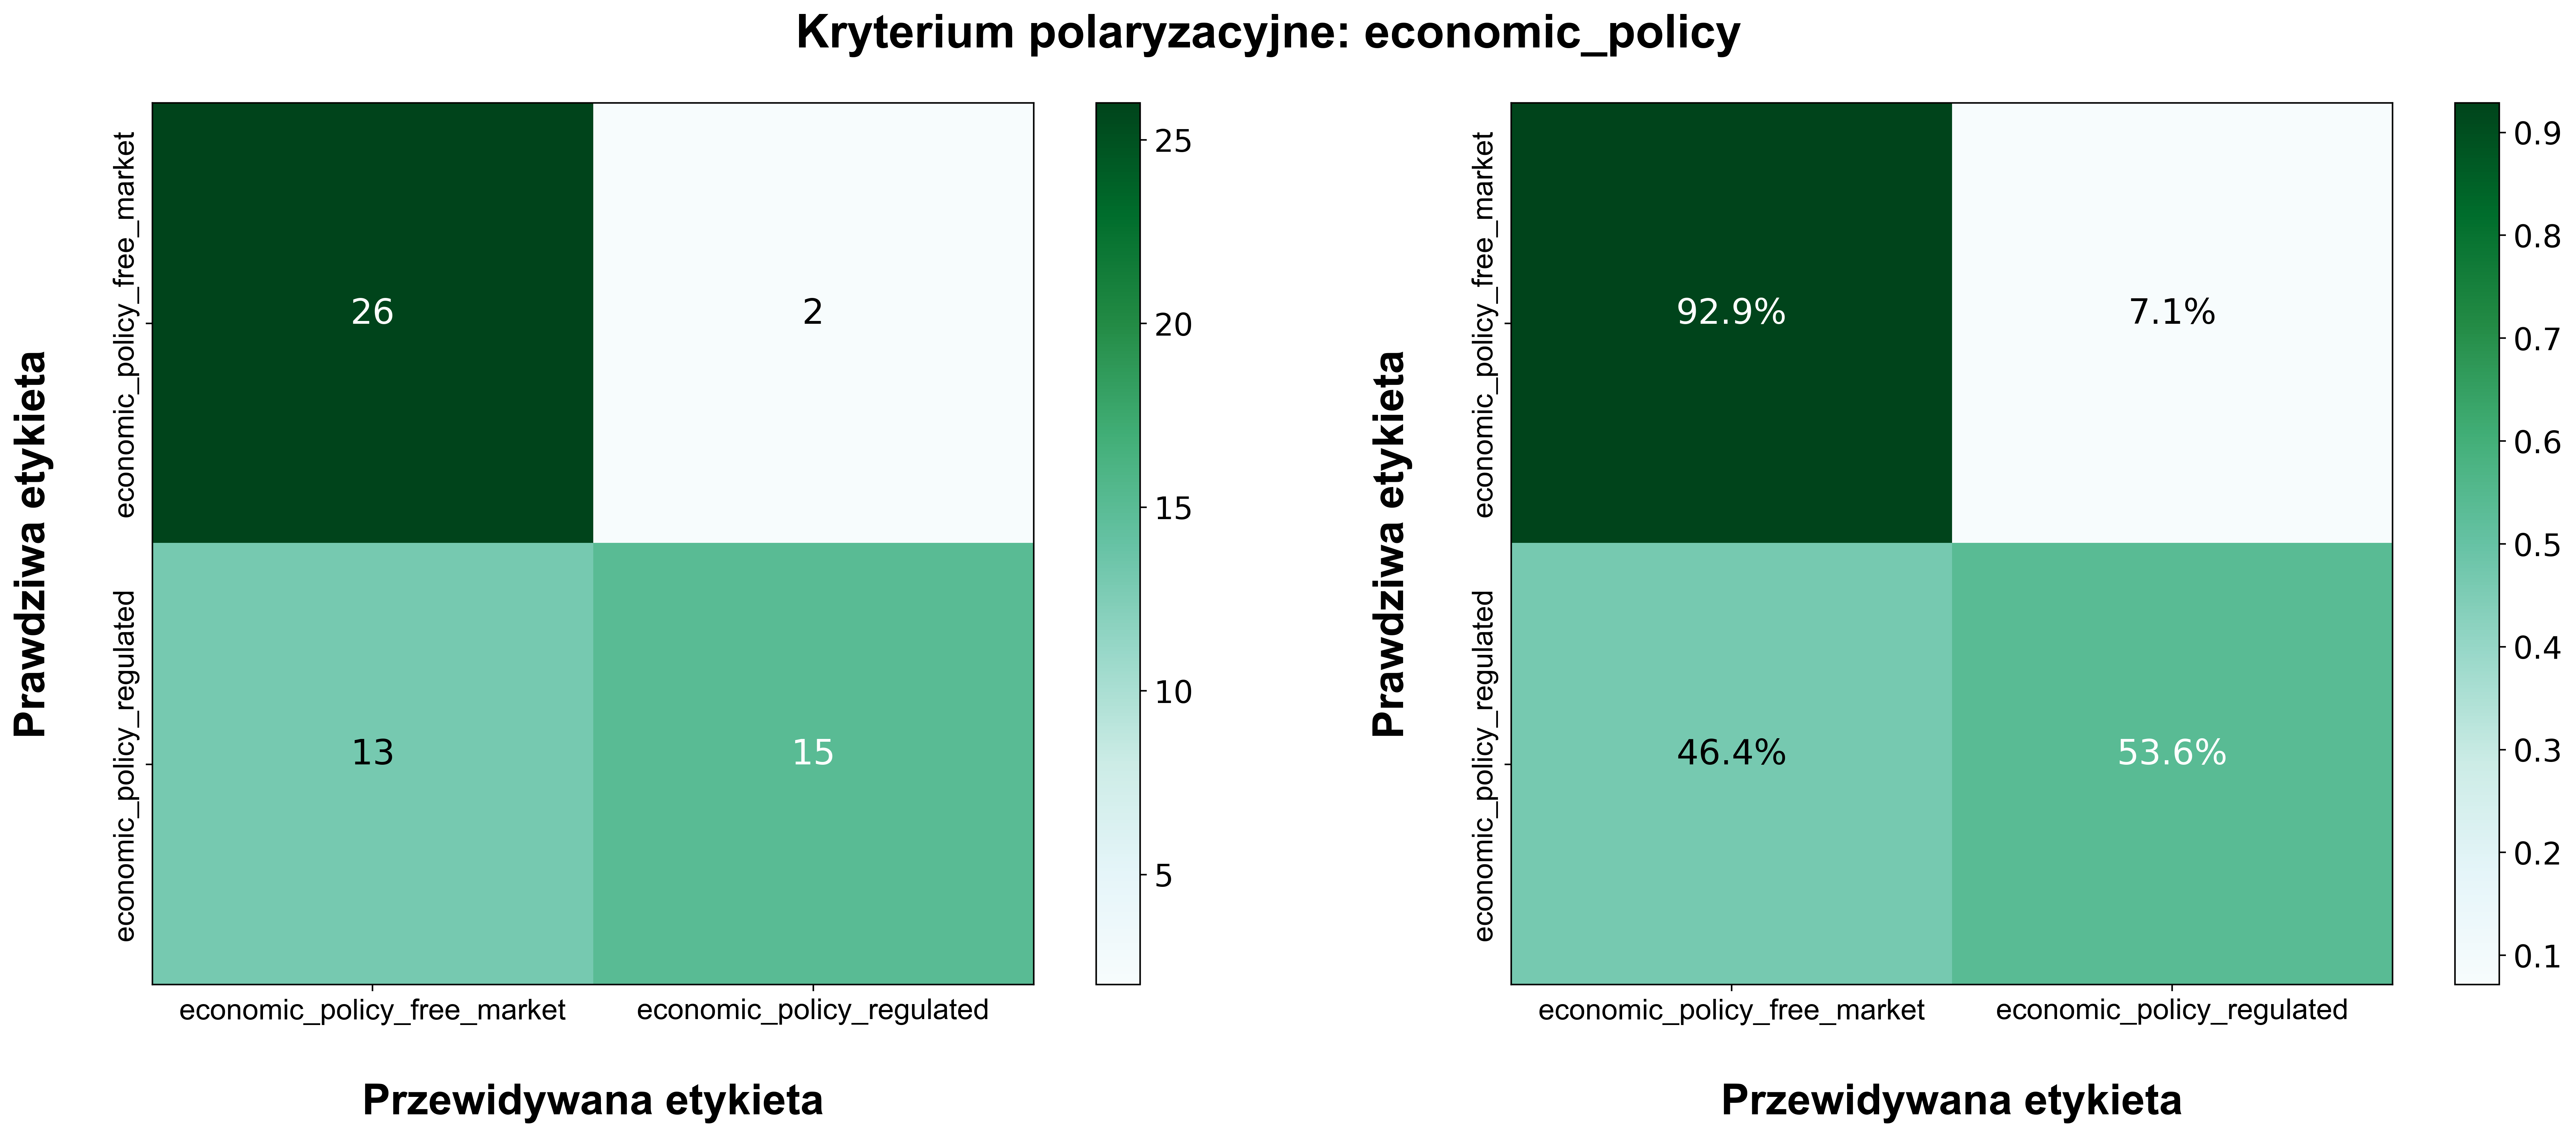 Kryterium polaryzacyjne: economic_policy
Prawdziwa etykieta
economic_policy_free_market
economic_policy_regulated
26
2
13
15
economic_policy_free_market
economic_policy_regulated
Przewidywana etykieta
25
20
15
10
5
Prawdziwa etykieta
economic_policy_free_market
economic_policy_regulated
92.9%
7.1%
46.4%
53.6%
economic_policy_free_market
economic_policy_regulated
Przewidywana etykieta
0.9
0.8
0.7
0.6
0.5
0.4
0.3
0.2
0.1